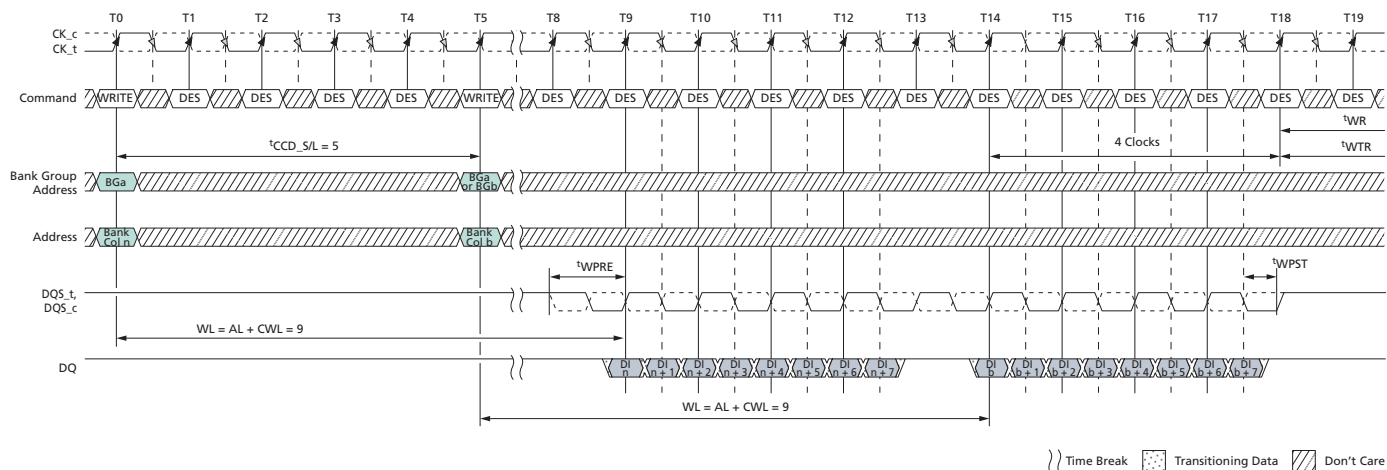 T0 T1 T2 T3 T4 T5 T8 T9 T10 T11 T12 T13 T14 T15 T16 T17 T18 T19
CK_c
CK_t
Command WRITE DES DES DES DES WRITE DES DES DES DES DES DES DES DES DES DES DES DES
tWR
tCCD_S/L = 5 4 Clocks tWTR
Bank Group
Address
BGa
BGa
or BGb
Address
Bank
Col n
Bank
Col b
tWPRE tWPST
DQS_t,
DQS_c
WL = AL + CWL = 9
DQ
DI
n
DI
n + 1
DI
n + 2
DI
n + 3
DI
n + 4
DI
n + 5
DI
n + 6
DI
n + 7
DI
b
DI
b + 1
DI
b + 2
DI
b + 3
DI
b + 4
DI
b + 5
DI
b + 6
DI
b + 7
WL = AL + CWL = 9
Time Break Transitioning Data Don't Care